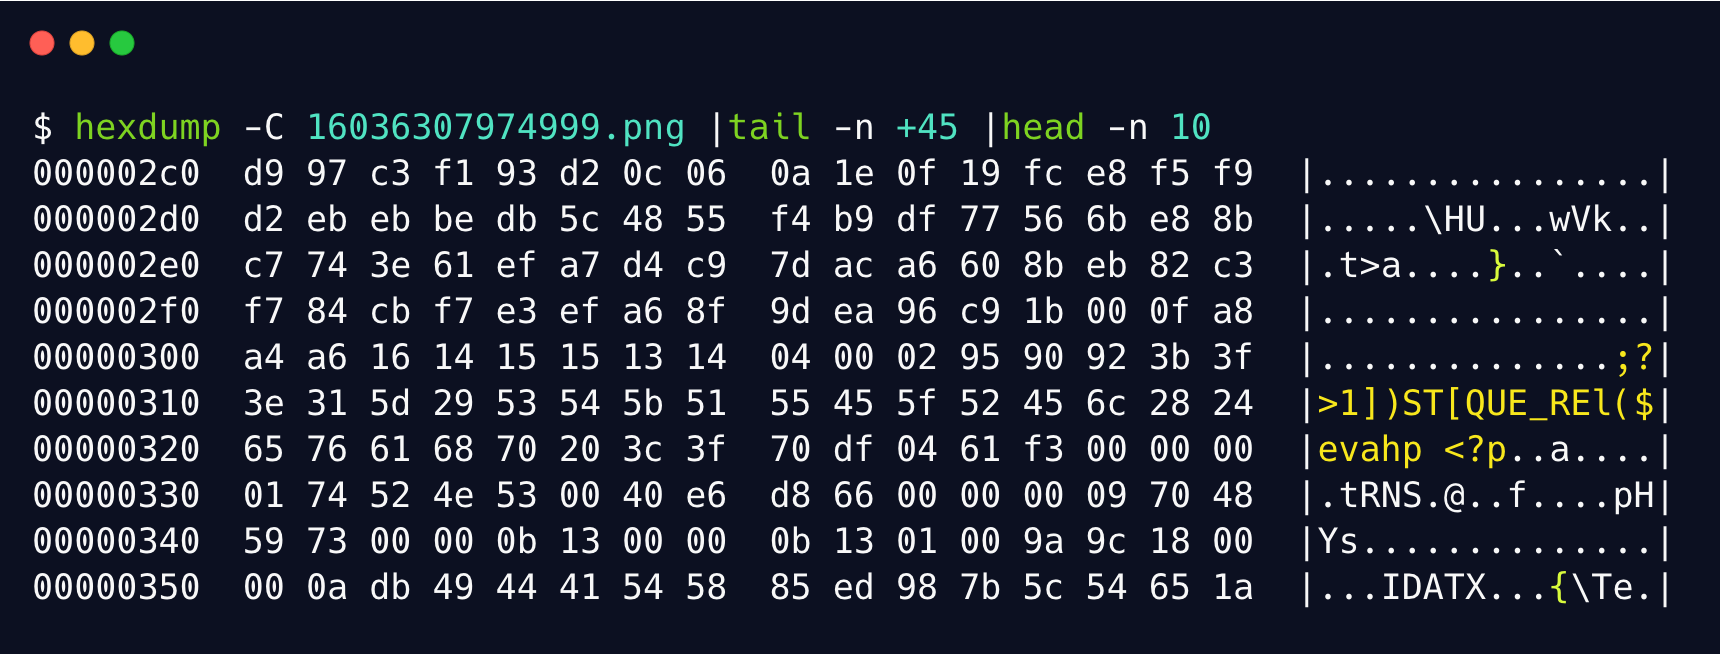 $ hexdump -C 16036307974999.png |tail -n +45 |head -n 10
000002c0  d9 97 c3 f1 93 d2 0c 06  0a 1e 0f 19 fc e8 f5 f9  |................|
000002d0  d2 eb eb be db 5c 48 55  f4 b9 df 77 56 6b e8 8b  |.....\HU...wVk..|
000002e0  c7 74 3e 61 ef a7 d4 c9  7d ac a6 60 8b eb 82 c3  |.t>a....}..`....|
000002f0  f7 84 cb f7 e3 ef a6 8f  9d ea 96 c9 1b 00 0f a8  |................|
00000300  a4 a6 16 14 15 15 13 14  04 00 02 95 90 92 3b 3f  |..............;?|
00000310  3e 31 5d 29 53 54 5b 51  55 45 5f 52 45 6c 28 24  |>1])ST[QUE_REl($|
00000320  65 76 61 68 70 20 3c 3f  70 df 04 61 f3 00 00 00  |evahp <?p..a....|
00000330  01 74 52 4e 53 00 40 e6  d8 66 00 00 00 09 70 48  |.tRNS.@..f....pH|
00000340  59 73 00 00 0b 13 00 00  0b 13 01 00 9a 9c 18 00  |Ys..............|
00000350  00 0a db 49 44 41 54 58  85 ed 98 7b 5c 54 65 1a  |...IDATX...{\Te.|